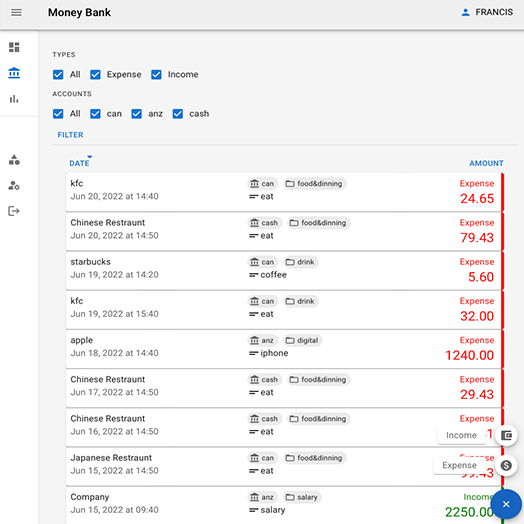 Money Bank
FRANCIS
TYPES
All Expense Income
ACCOUNTS
All can anz cash
FILTER
DATE AMOUNT
kfc can food&dinning Expense
Jun 20, 2022 at 14:40 eat 24.65
Chinese Restraunt cash food&dinning Expense
Jun 20, 2022 at 14:50 eat 79.43
starbucks can drink Expense
Jun 19, 2022 at 14:20 coffee 5.60
kfc can drink Expense
Jun 19, 2022 at 15:40 eat 32.00
apple anz digital Expense
Jun 18, 2022 at 14:40 iphone 1240.00
Chinese Restraunt cash food&dinning Expense
Jun 17, 2022 at 14:50 eat 29.43
Chinese Restraunt cash food&dinning Expense
Jun 16, 2022 at 14:50 eat
Income
Japanese Restraunt can food&dinning Expense
Jun 15, 2022 at 14:50 eat
Expense
Company anz salary Income
Jun 15, 2022 at 09:40 salary 2250.00